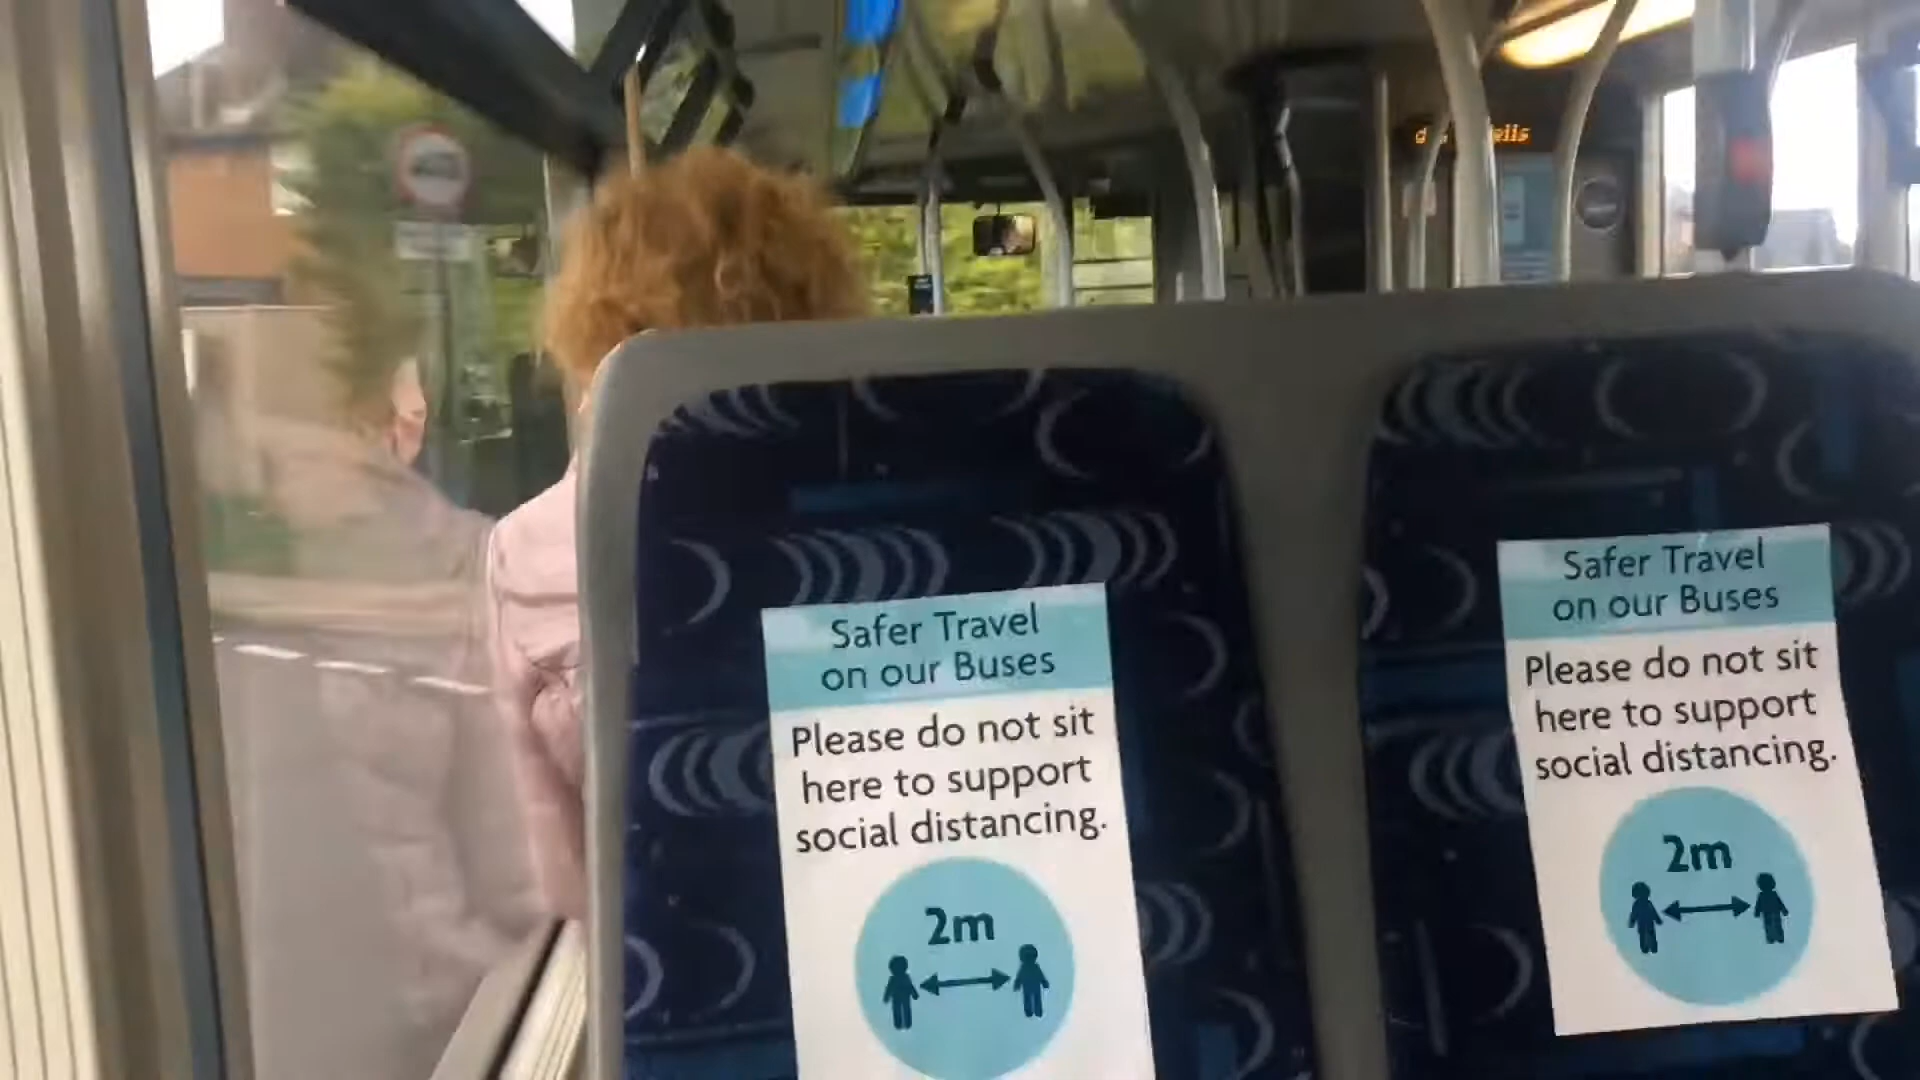 Safer Travel
on our Buses
Please do not sit
here to support
social distancing.
2m
Safer Travel
on our Buses
Please do not sit
here to support
social distancing.
2m